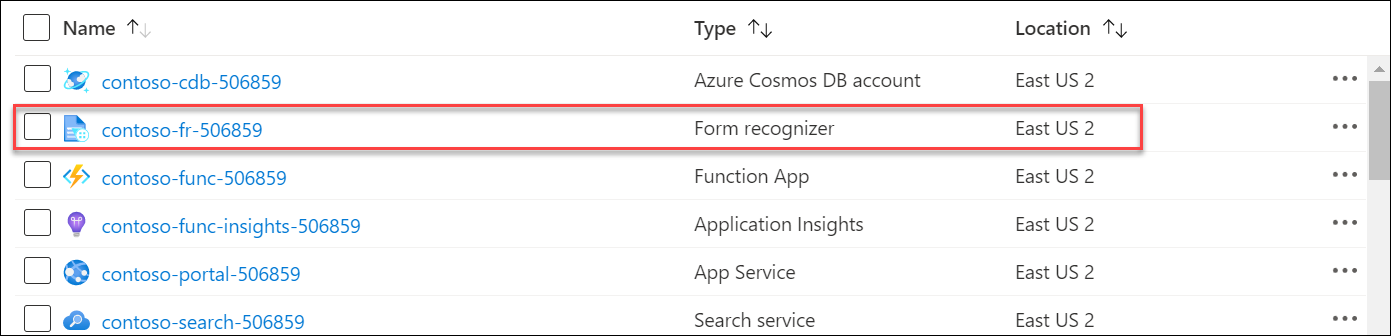 Name Type Location
contoso-cdb-506859 Azure Cosmos DB account East US 2
contoso-fr-506859 Form recognizer East US 2
contoso-func-506859 Function App East US 2
contoso-func-insights-506859 Application Insights East US 2
contoso-portal-506859 App Service East US 2
contoso-search-506859 Search service East US 2